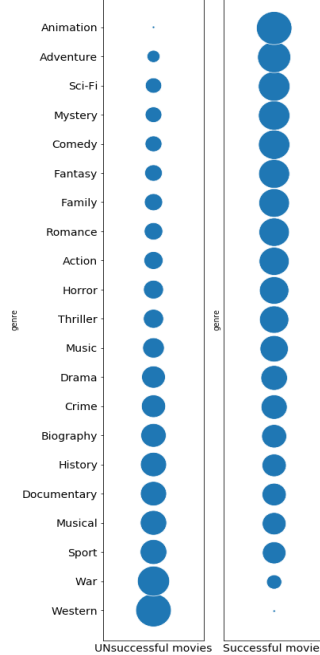 Animation
Adventure
Sci-Fi
Mystery
Comedy
Fantasy
Family
Romance
Action
Horror
Thriller
Music
Drama
Crime
Biography
History
Documentary
Musical
Sport
War
Western
genre
genre
UNsuccessful movies
Successful movies